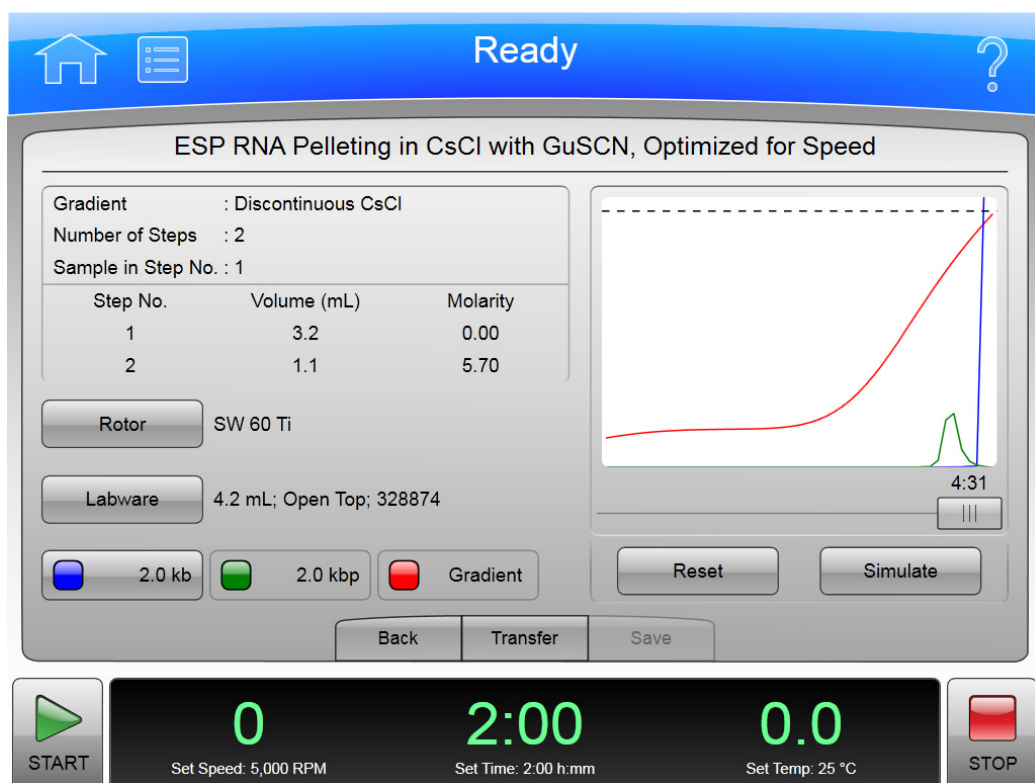 Ready
?
ESP RNA Pelleting in CsCl with GuSCN, Optimized for Speed
Gradient : Discontinuous CsCl
Number of Steps : 2
Sample in Step No. : 1
Step No. Volume (mL) Molarity
1 3.2 0.00
2 1.1 5.70
Rotor SW 60 Ti
Labware 4.2 mL; Open Top; 328874
4:31
2.0 kb 2.0 kbp Gradient
Reset Simulate
Back Transfer Save
0 2:00 0.0
START Set Speed: 5,000 RPM Set Time: 2:00 h:mm Set Temp: 25 °C STOP